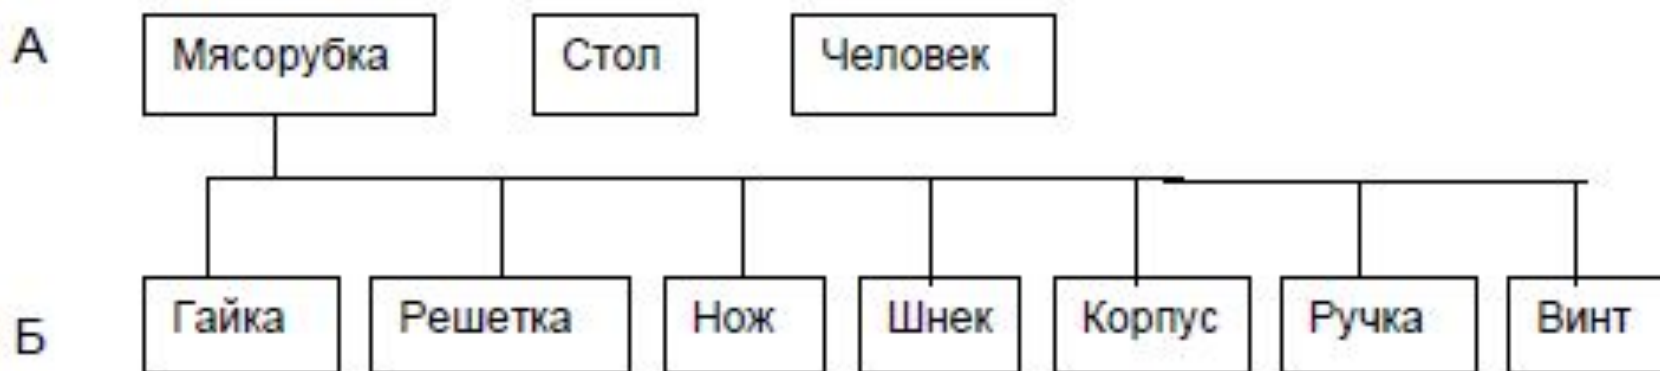 А Мясорубка Стол Человек
Б Гайка Решетка Нож Шнек Корпус Ручка Винт